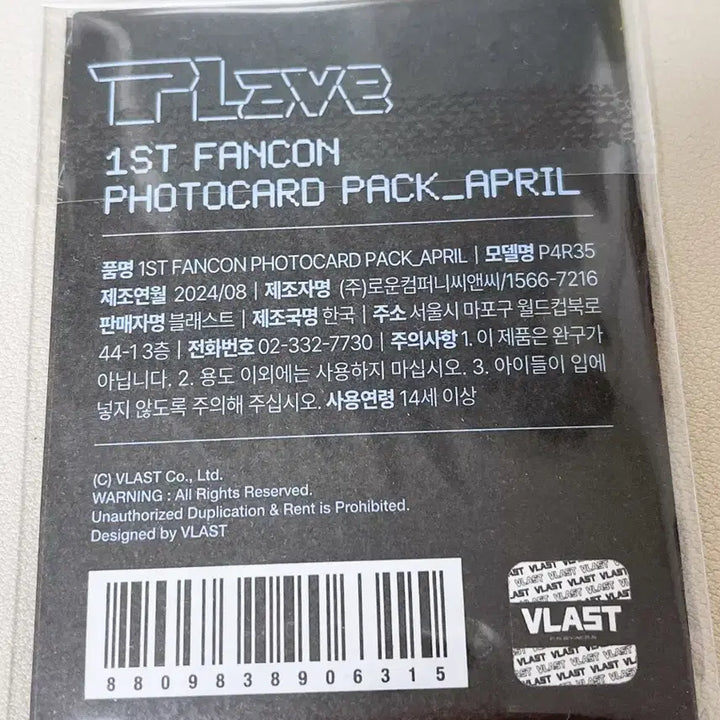 PLave
1ST FANCON
PHOTOCARD PACK_APRIL
품명 1ST FANCON PHOTOCARD PACK_APRIL | 모델명 P4R35
제조연월 2024/08 | 제조자명 (주)로운컴퍼니씨앤씨/1566-7216
판매자명 블래스트 | 제조국명 한국 | 주소 서울시 마포구 월드컵북로
44-1 3층 | 전화번호 02-332-7730 | 주의사항 1. 이 제품은 완구가
아닙니다. 2. 용도 이외에는 사용하지 마십시오. 3. 아이들이 입에
넣지 않도록 주의해 주십시오. 사용연령 14세 이상
(C) VLAST Co., Ltd.
WARNING : All Rights Reserved.
Unauthorized Duplication & Rent is Prohibited.
Designed by VLAST
8809838906315
VLAST